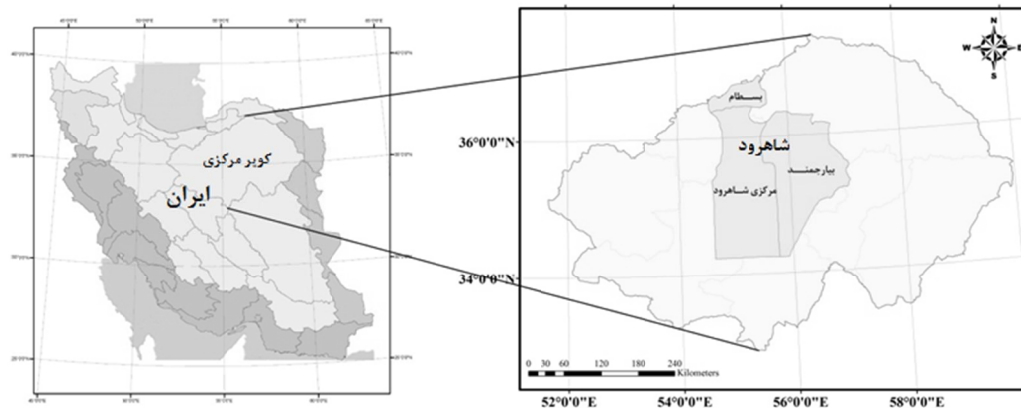 کویر مرکزی
ایران
N
W
E
S
بسطام
شاهرود
بیارجمند
مرکزی شاهرود
36°0'0"N
34°0'0"N
0 30 60 120 180 240
Kilometers
52°0'0"E 54°0'0"E 56°0'0"E 58°0'0"E